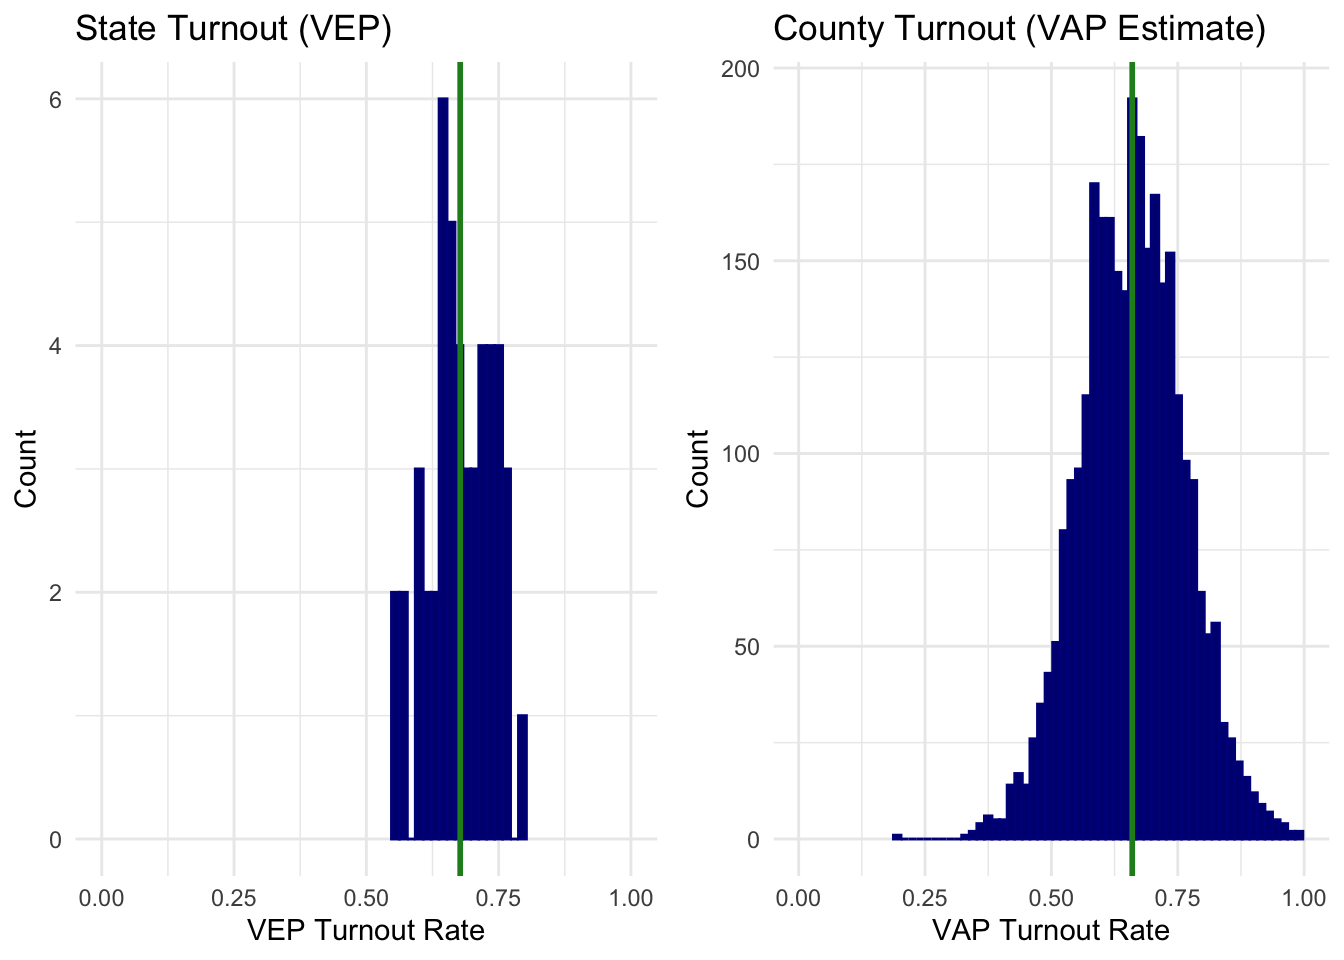 State Turnout (VEP)
6
4
2
0
Count
0.00 0.25 0.50 0.75 1.00
VEP Turnout Rate
County Turnout (VAP Estimate)
200
150
100
50
0
Count
0.00 0.25 0.50 0.75 1.00
VAP Turnout Rate